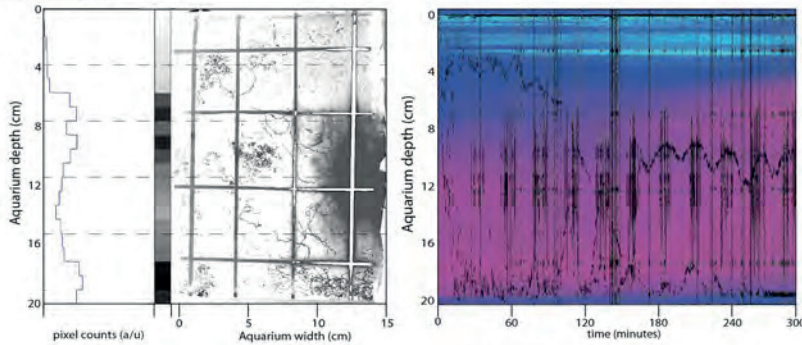 0
4
8
12
16
20
Aquarium depth (cm)
pixel counts (a/u)
0 5 10 15
Aquarium width (cm)
0
4
8
12
16
20
Aquarium depth (cm)
0 60 120 180 240 300
time (minutes)